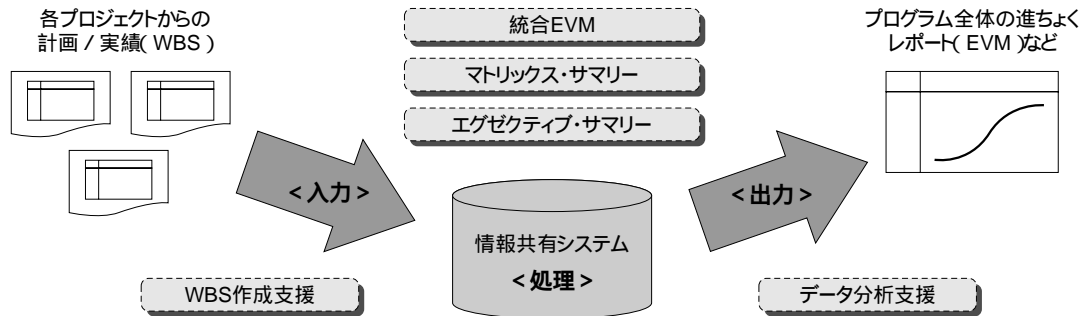 各プロジェクトからの
計画 / 実績( WBS )
統合EVM
マトリックス・サマリー
エグゼクティブ・サマリー
プログラム全体の進ちょく
レポート( EVM )など
< 入力 >
情報共有システム
< 処理 >
< 出力 >
WBS作成支援
データ分析支援